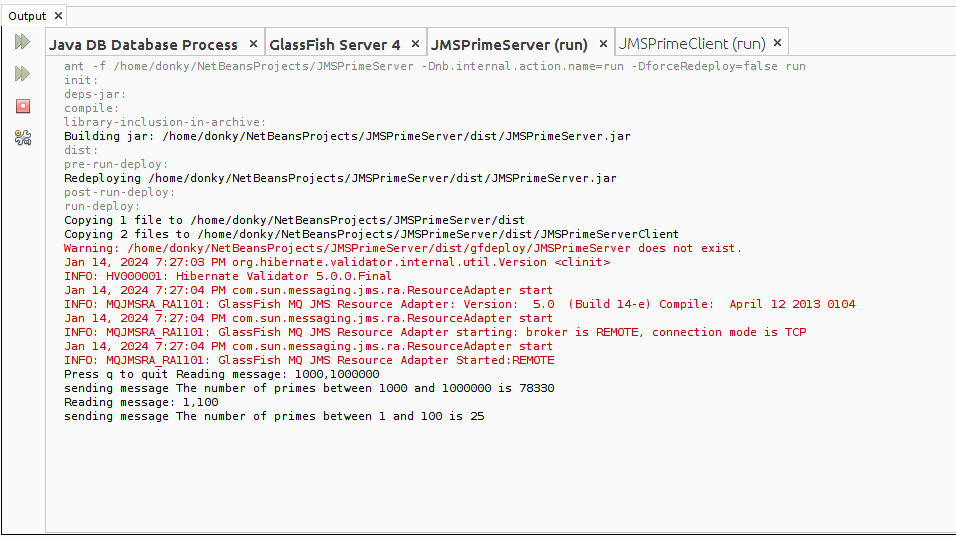 Output
Java DB Database Process GlassFish Server 4 JMSPrimeServer (run) JMSPrimeClient (run)
ant -f /home/donky/NetBeansProjects/JMSPrimeServer -Dnb.internal.action.name=run -DforceRedeploy=false run
init:
deps-jar:
compile:
library-inclusion-in-archive:
Building jar: /home/donky/NetBeansProjects/JMSPrimeServer/dist/JMSPrimeServer.jar
dist:
pre-run-deploy:
Redeploying /home/donky/NetBeansProjects/JMSPrimeServer/dist/JMSPrimeServer.jar
post-run-deploy:
run-deploy:
Copying 1 file to /home/donky/NetBeansProjects/JMSPrimeServer/dist
Copying 2 files to /home/donky/NetBeansProjects/JMSPrimeServer/dist/JMSPrimeServerClient
Warning: /home/donky/NetBeansProjects/JMSPrimeServer/dist/gfdeploy/JMSPrimeServer does not exist.
Jan 14, 2024 7:27:03 PM org.hibernate.validator.internal.util.Version <clinit>
INFO: HV000001: Hibernate Validator 5.0.0.Final
Jan 14, 2024 7:27:04 PM com.sun.messaging.jms.ra.ResourceAdapter start
INFO: MQJMSRA_RA1101: GlassFish MQ JMS Resource Adapter: Version:  5.0  (Build 14-e) Compile:  April 12 2013 0104
Jan 14, 2024 7:27:04 PM com.sun.messaging.jms.ra.ResourceAdapter start
INFO: MQJMSRA_RA1101: GlassFish MQ JMS Resource Adapter starting: broker is REMOTE, connection mode is TCP
Jan 14, 2024 7:27:04 PM com.sun.messaging.jms.ra.ResourceAdapter start
INFO: MQJMSRA_RA1101: GlassFish MQ JMS Resource Adapter Started:REMOTE
Press q to quit Reading message: 1000,1000000
sending message The number of primes between 1000 and 1000000 is 78330
Reading message: 1,100
sending message The number of primes between 1 and 100 is 25